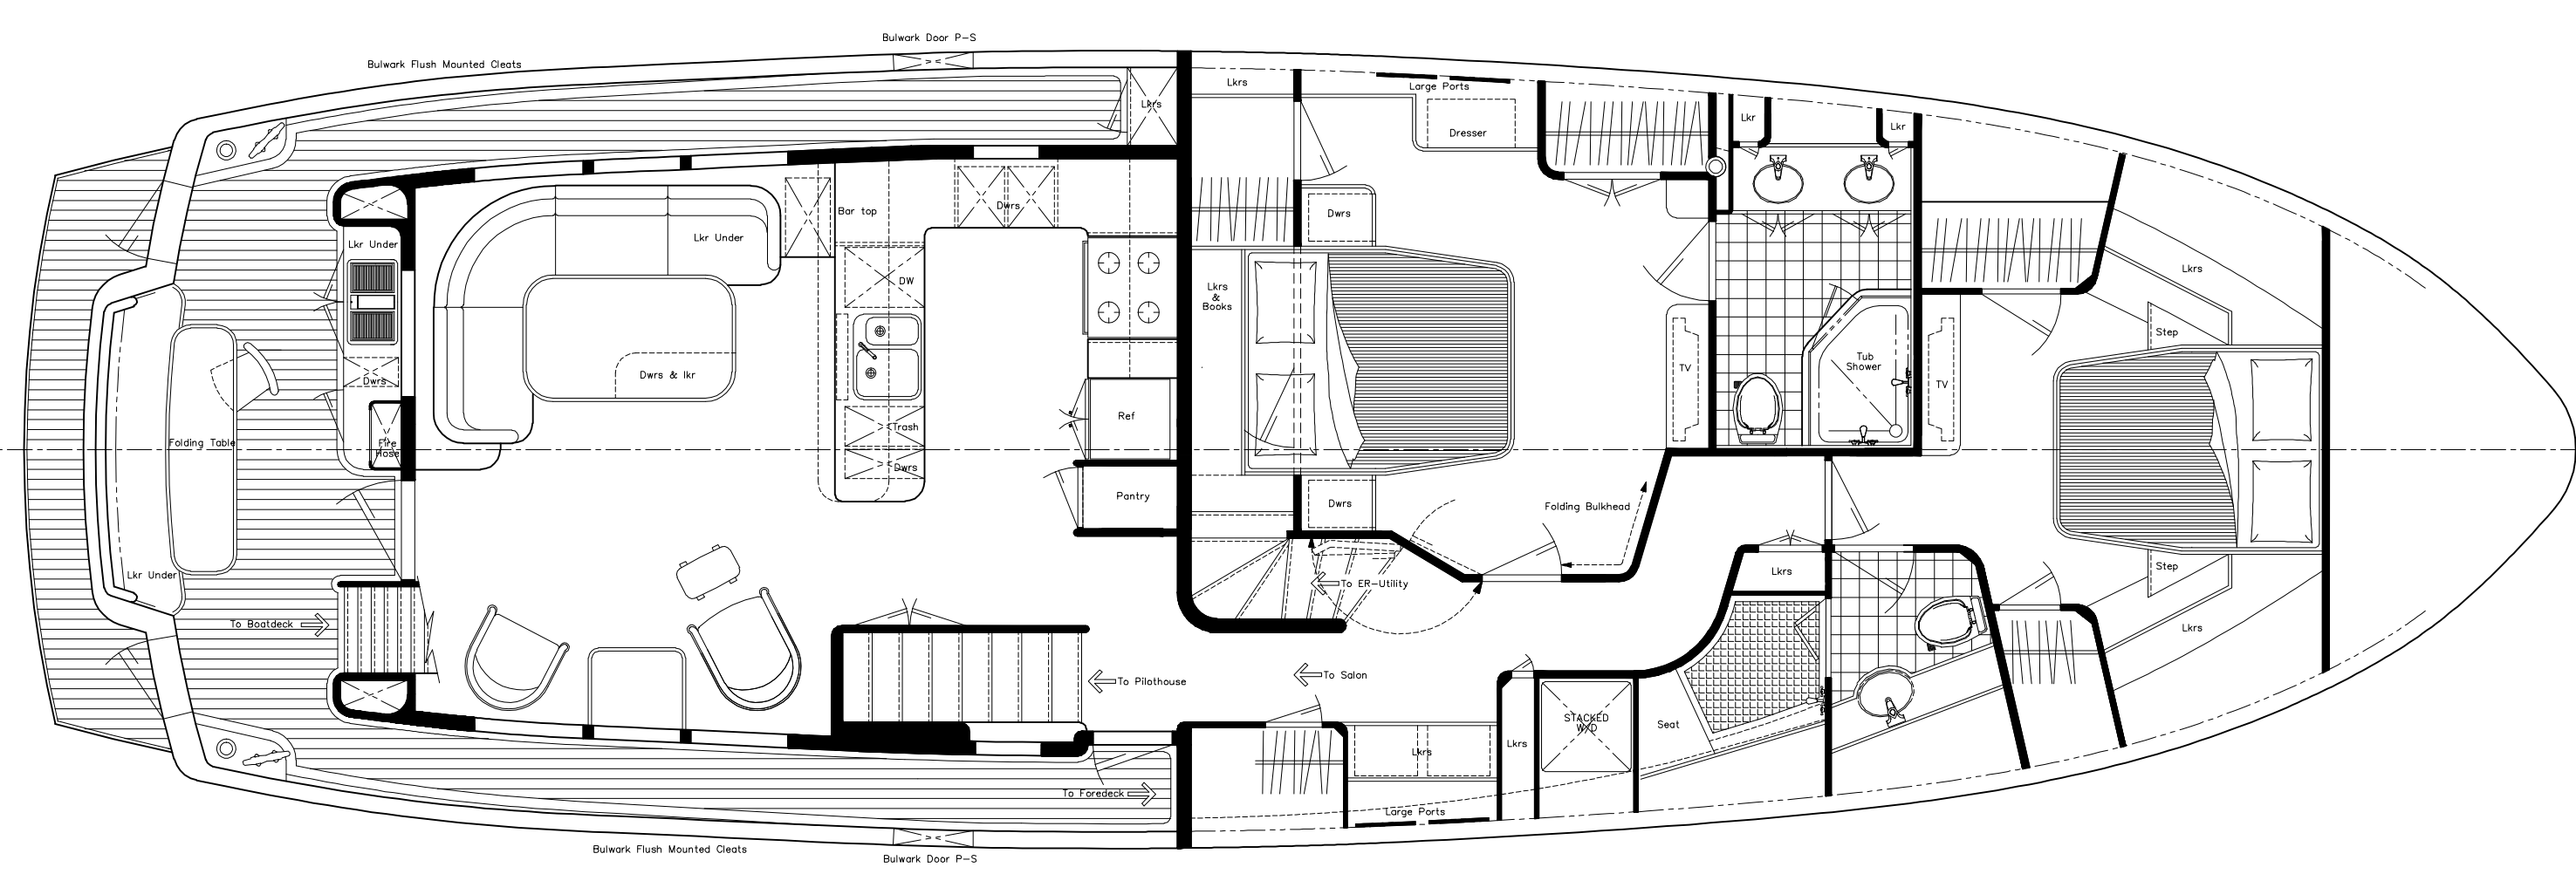 Bulwark Door P-S
Bulwark Flush Mounted Cleats
Lkrs
Lkrs
Large Ports
Dresser
Lkr
Lkr
Bar top
Dwrs
Dwrs
Lkr Under
Lkr Under
Lkrs
DW
Lkrs
&
Books
Step
Tub
Shower
TV
TV
Dwrs & lkr
Dwrs
Ref
Trash
Folding Table
Fire
Hose
Dwrs
Pantry
Dwrs
Folding Bulkhead
Lkr Under
To ER-Utility
Lkrs
Step
To Boatdeck
Lkrs
To Pilothouse
To Salon
STACKED
W/D
Seat
Lkrs
Lkrs
To Foredeck
Large Ports
Bulwark Flush Mounted Cleats
Bulwark Door P-S